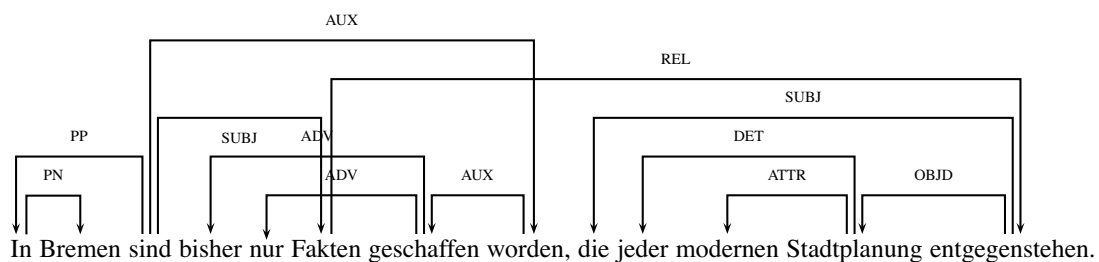 AUX
REL
SUBJ
PP SUBJ ADV DET
PN ADV AUX ATTR OBJD
In Bremen sind bisher nur Fakten geschaffen worden, die jeder modernen Stadtplanung entgegenstehen.